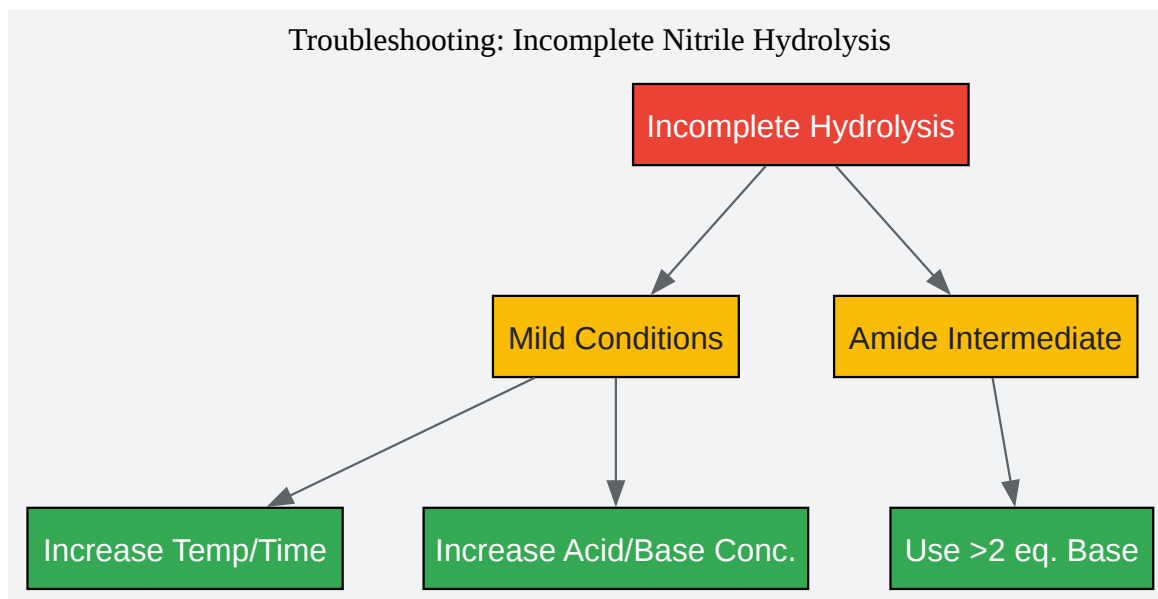 Troubleshooting: Incomplete Nitrile Hydrolysis
Incomplete Hydrolysis
Mild Conditions
Amide Intermediate
Increase Temp/Time
Increase Acid/Base Conc.
Use >2 eq. Base